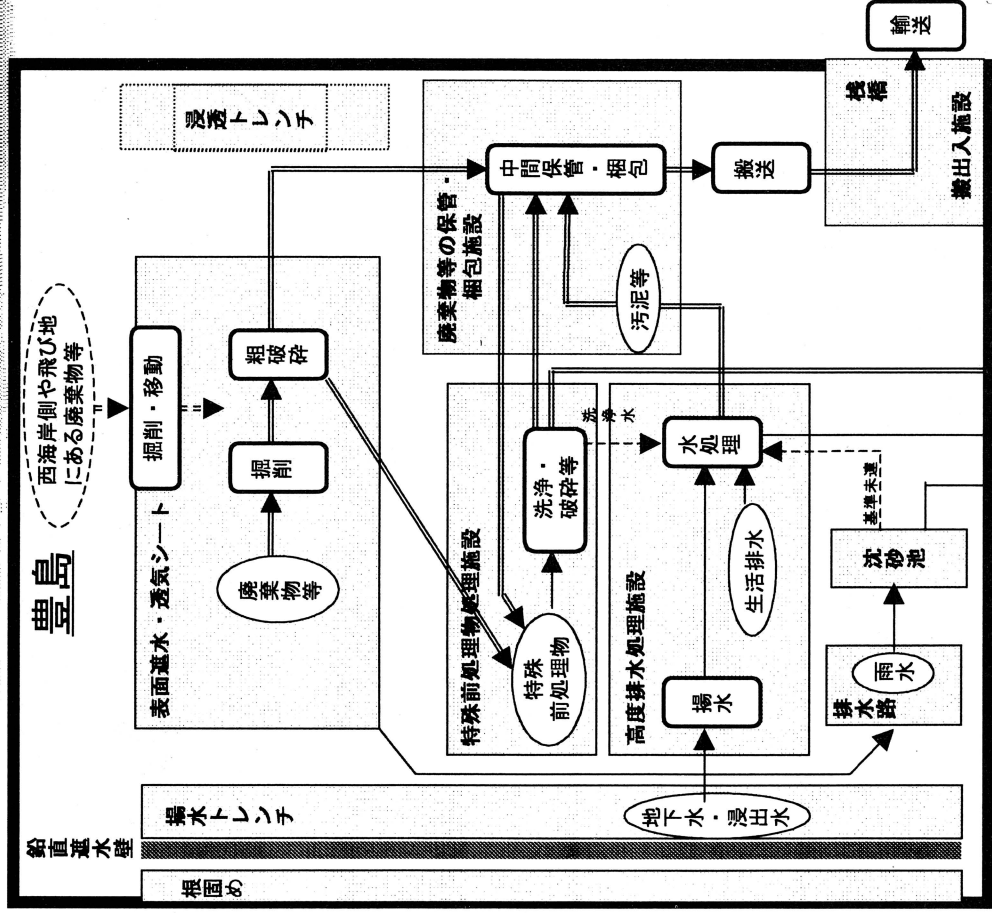 豊島
西海岸側や飛び地
にある廃棄物等
掘削・移動
表面遮水・透気シート
廃棄
物等
掘削
粗破砕
浸透トレンチ
廃棄物等の保管・
梱包施設
中間
保管・梱包
汚泥等
搬送
桟橋
搬出入施設
輸送
特殊前処理物処理施設
特殊
前処理物
洗浄・
破砕等
洗浄水
高度排水処理施設
揚水
生活排水
水処理
基準未達
沈砂池
排水路
雨水
揚水トレンチ
地下水・浸出水
鉛直遮水壁
根固め